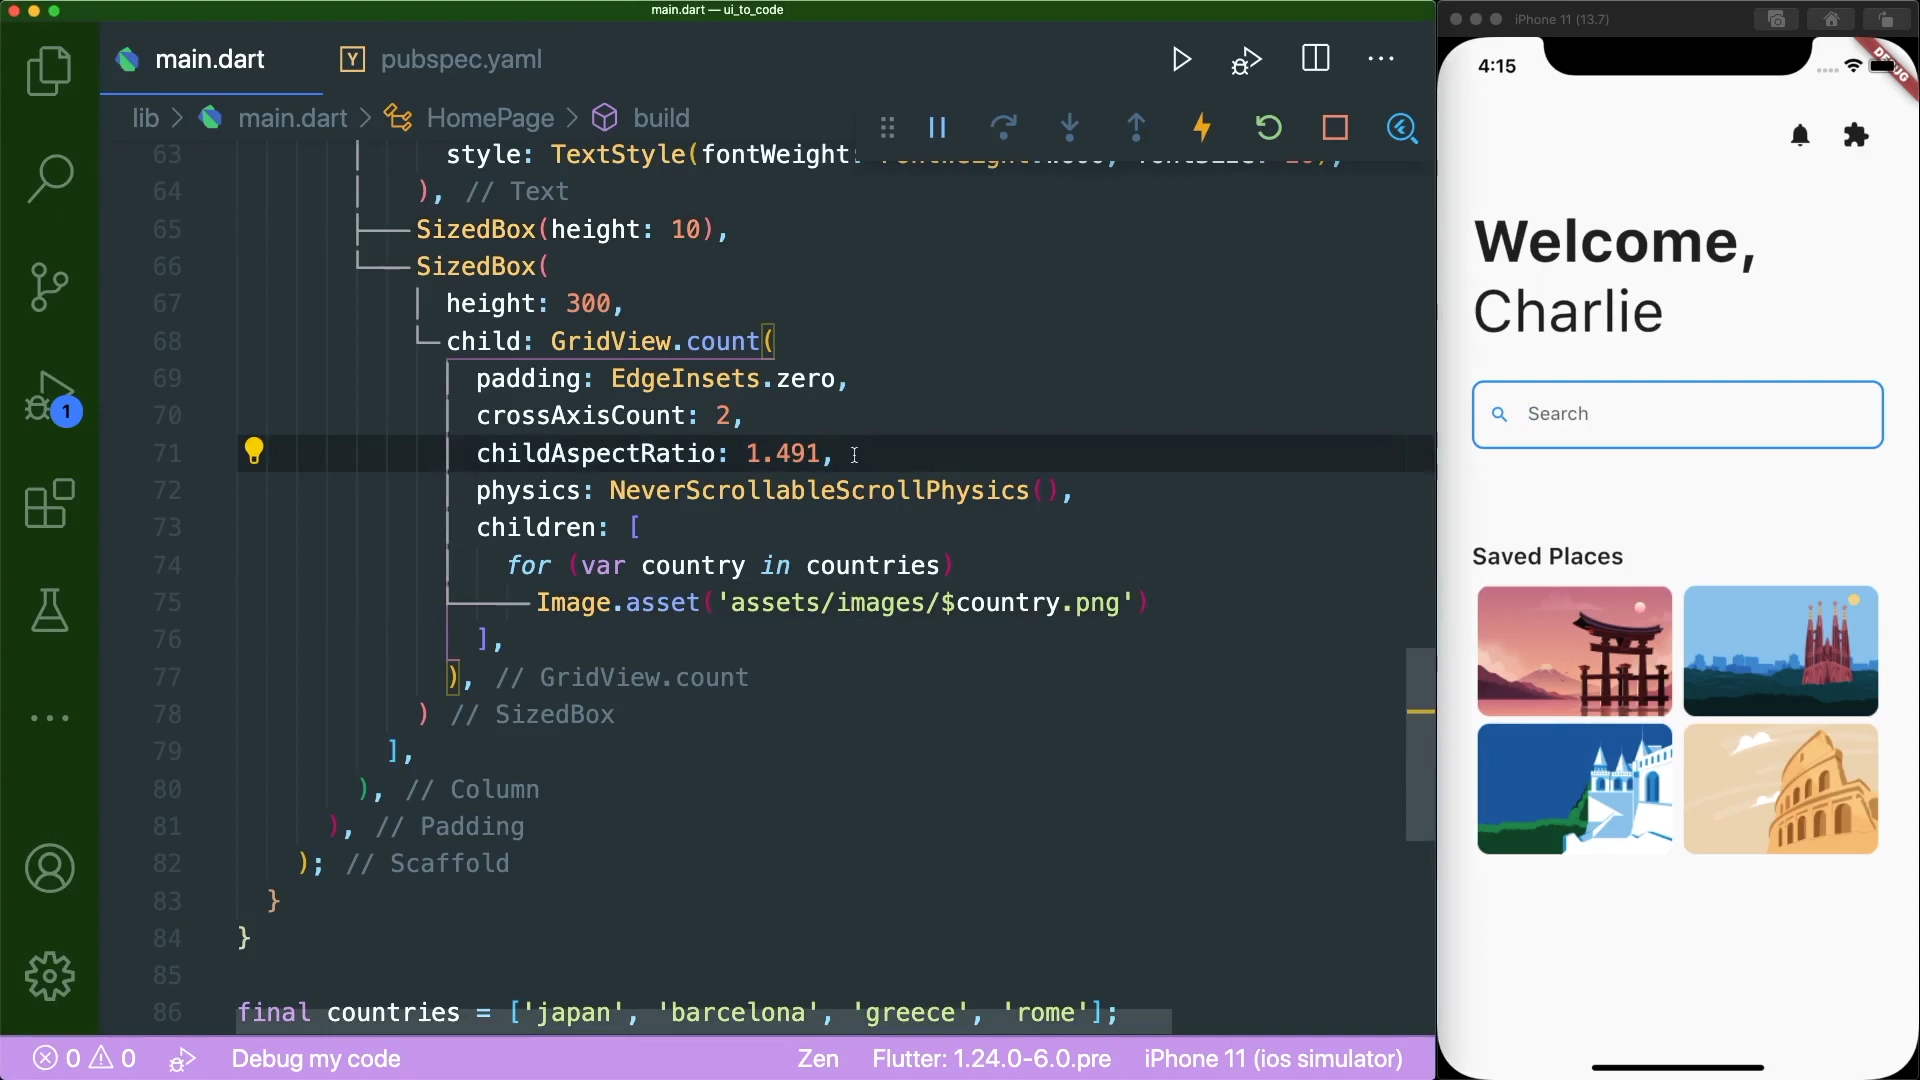 main.dart — ui_to_code
main.dart
pubspec.yaml
lib > main.dart > HomePage > build
63 style: TextStyle(fontWeight:
64 ), // Text
65 SizedBox(height: 10),
66 SizedBox(
67 height: 300,
68 child: GridView.count(
69 padding: EdgeInsets.zero,
70 crossAxisCount: 2,
71 childAspectRatio: 1.491,
72 physics: NeverScrollableScrollPhysics(),
73 children: [
74 for (var country in countries)
75 Image.asset('assets/images/$country.png')
76 ],
77 ), // GridView.count
78 ) // SizedBox
79 ],
80 ), // Column
81 ), // Padding
82 ); // Scaffold
83 }
84 }
85
86 final countries = ['japan', 'barcelona', 'greece', 'rome'];
1
0 0 Debug my code Zen Flutter: 1.24.0-6.0.pre iPhone 11 (ios simulator)
iPhone 11 (13.7)
4:15
Welcome,
Charlie
Search
Saved Places